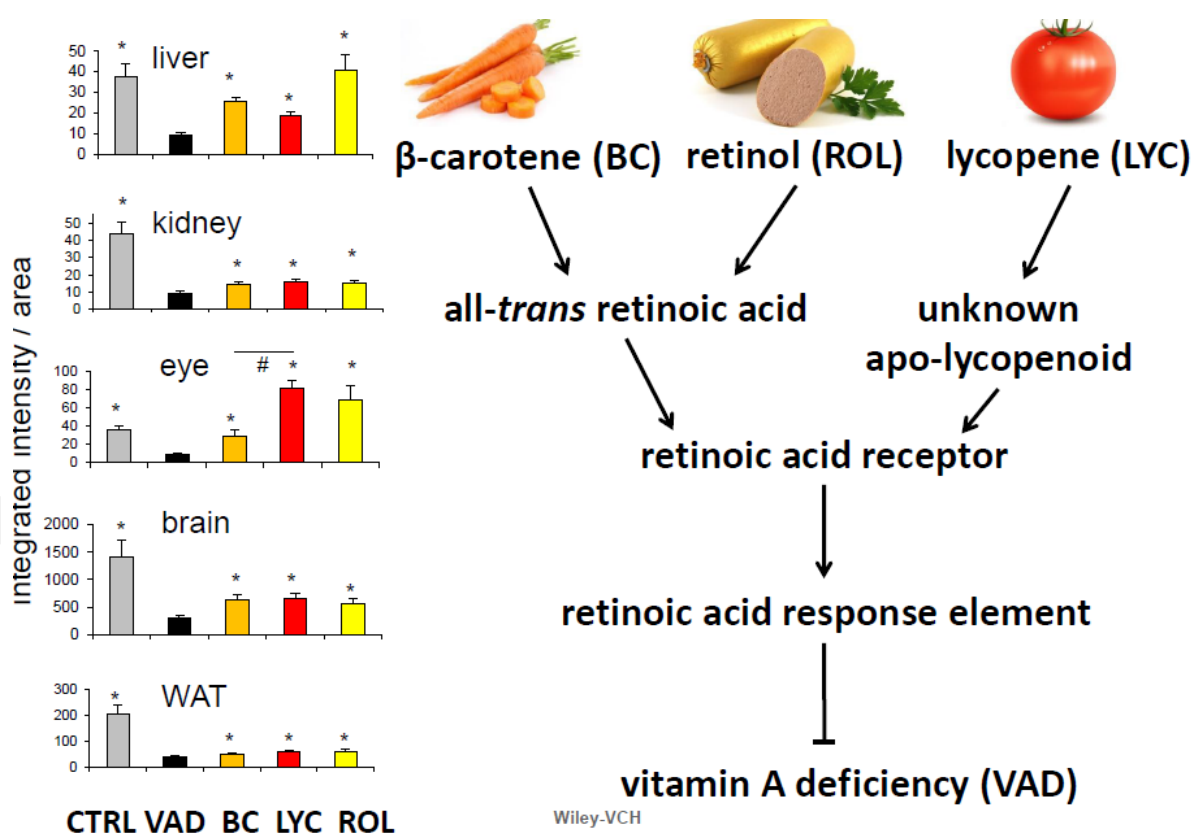 integrated intensity / area
liver
*
*
*
*
50
40
30
20
10
0
kidney
*
*
*
*
50
40
30
20
10
0
eye
#
*
*
*
*
100
80
60
40
20
0
brain
*
*
*
*
2000
1500
1000
500
0
WAT
*
*
*
*
300
200
100
0
CTRL VAD BC LYC ROL
β-carotene (BC)
retinol (ROL)
lycopene (LYC)
all-trans retinoic acid
unknown
apo-lycopenoid
retinoic acid receptor
retinoic acid response element
vitamin A deficiency (VAD)
Wiley-VCH